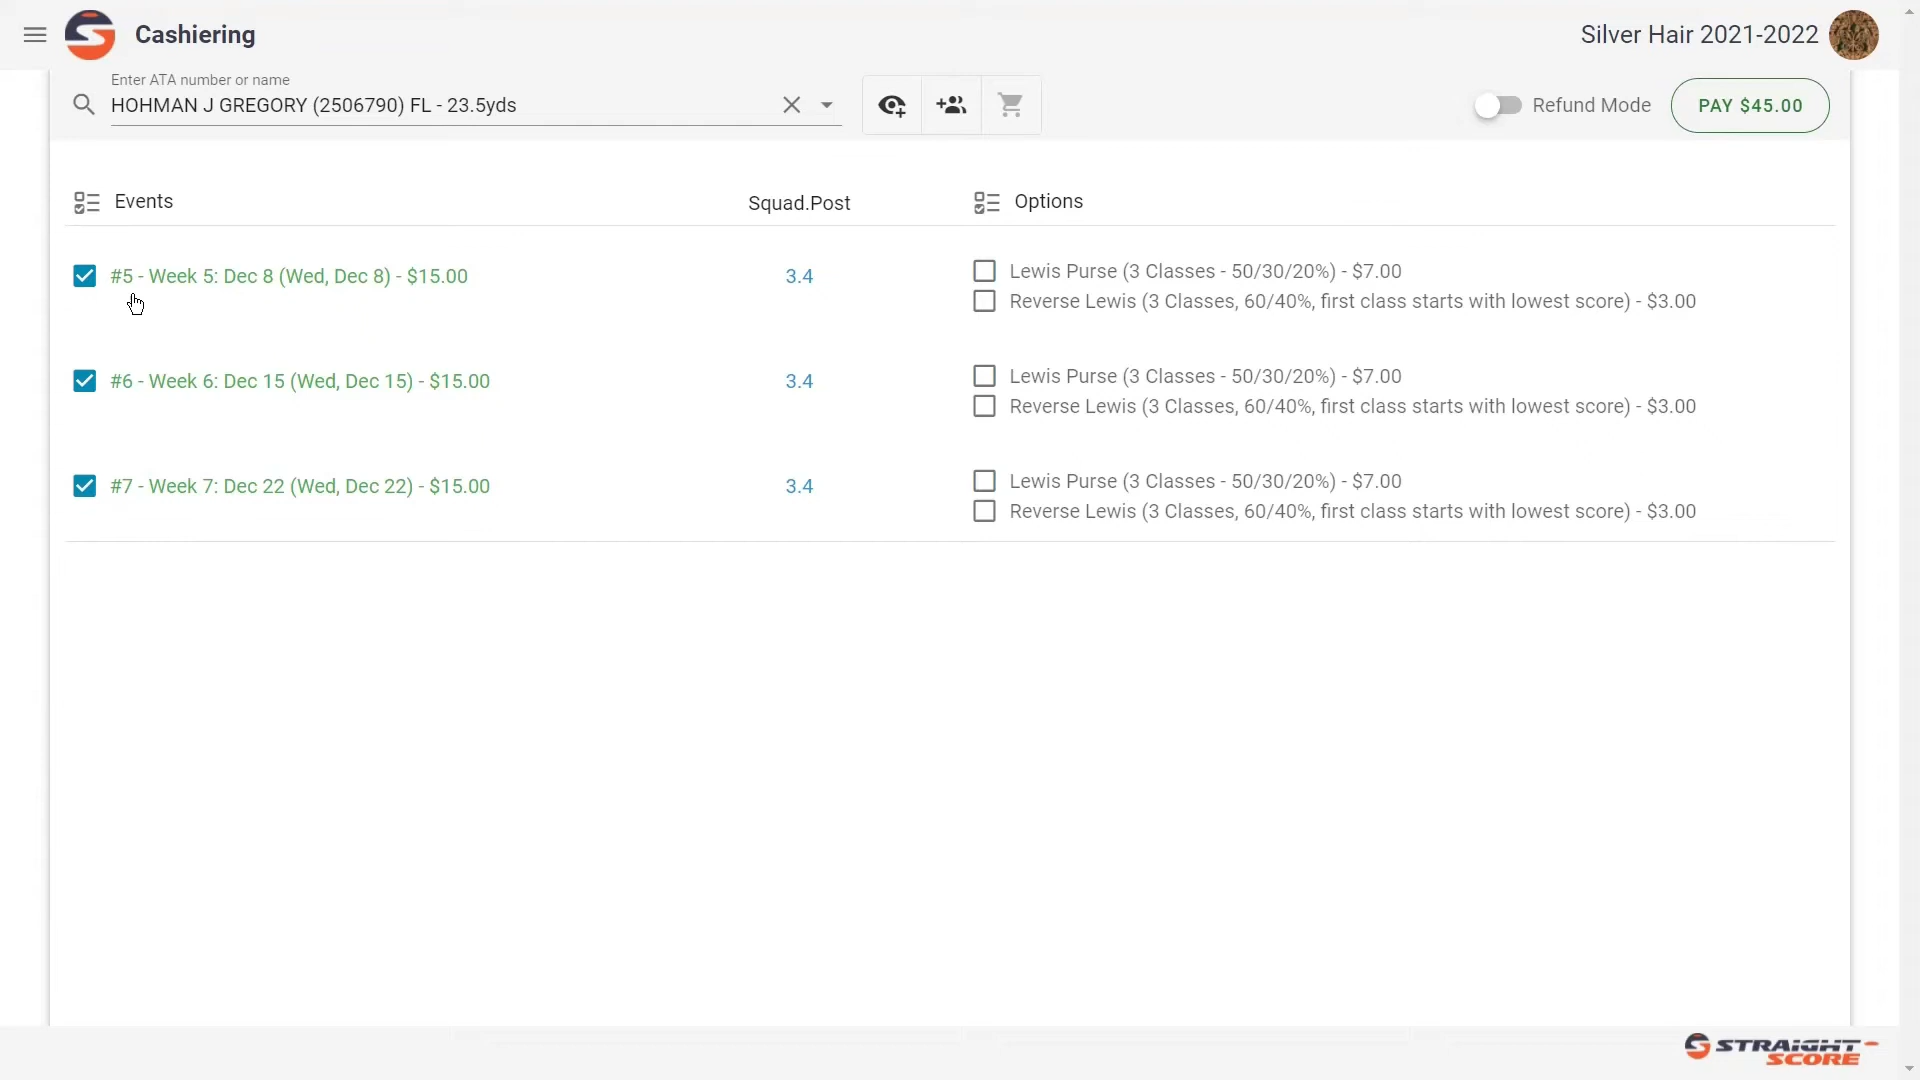 Cashiering
Silver Hair 2021-2022
Enter ATA number or name
HOHMAN J GREGORY (2506790) FL - 23.5yds
Refund Mode
PAY $45.00
Events
Squad.Post
Options
#5 - Week 5: Dec 8 (Wed, Dec 8) - $15.00
3.4
Lewis Purse (3 Classes - 50/30/20%) - $7.00
Reverse Lewis (3 Classes, 60/40%, first class starts with lowest score) - $3.00
#6 - Week 6: Dec 15 (Wed, Dec 15) - $15.00
3.4
Lewis Purse (3 Classes - 50/30/20%) - $7.00
Reverse Lewis (3 Classes, 60/40%, first class starts with lowest score) - $3.00
#7 - Week 7: Dec 22 (Wed, Dec 22) - $15.00
3.4
Lewis Purse (3 Classes - 50/30/20%) - $7.00
Reverse Lewis (3 Classes, 60/40%, first class starts with lowest score) - $3.00
STRAIGHT-
SCORE